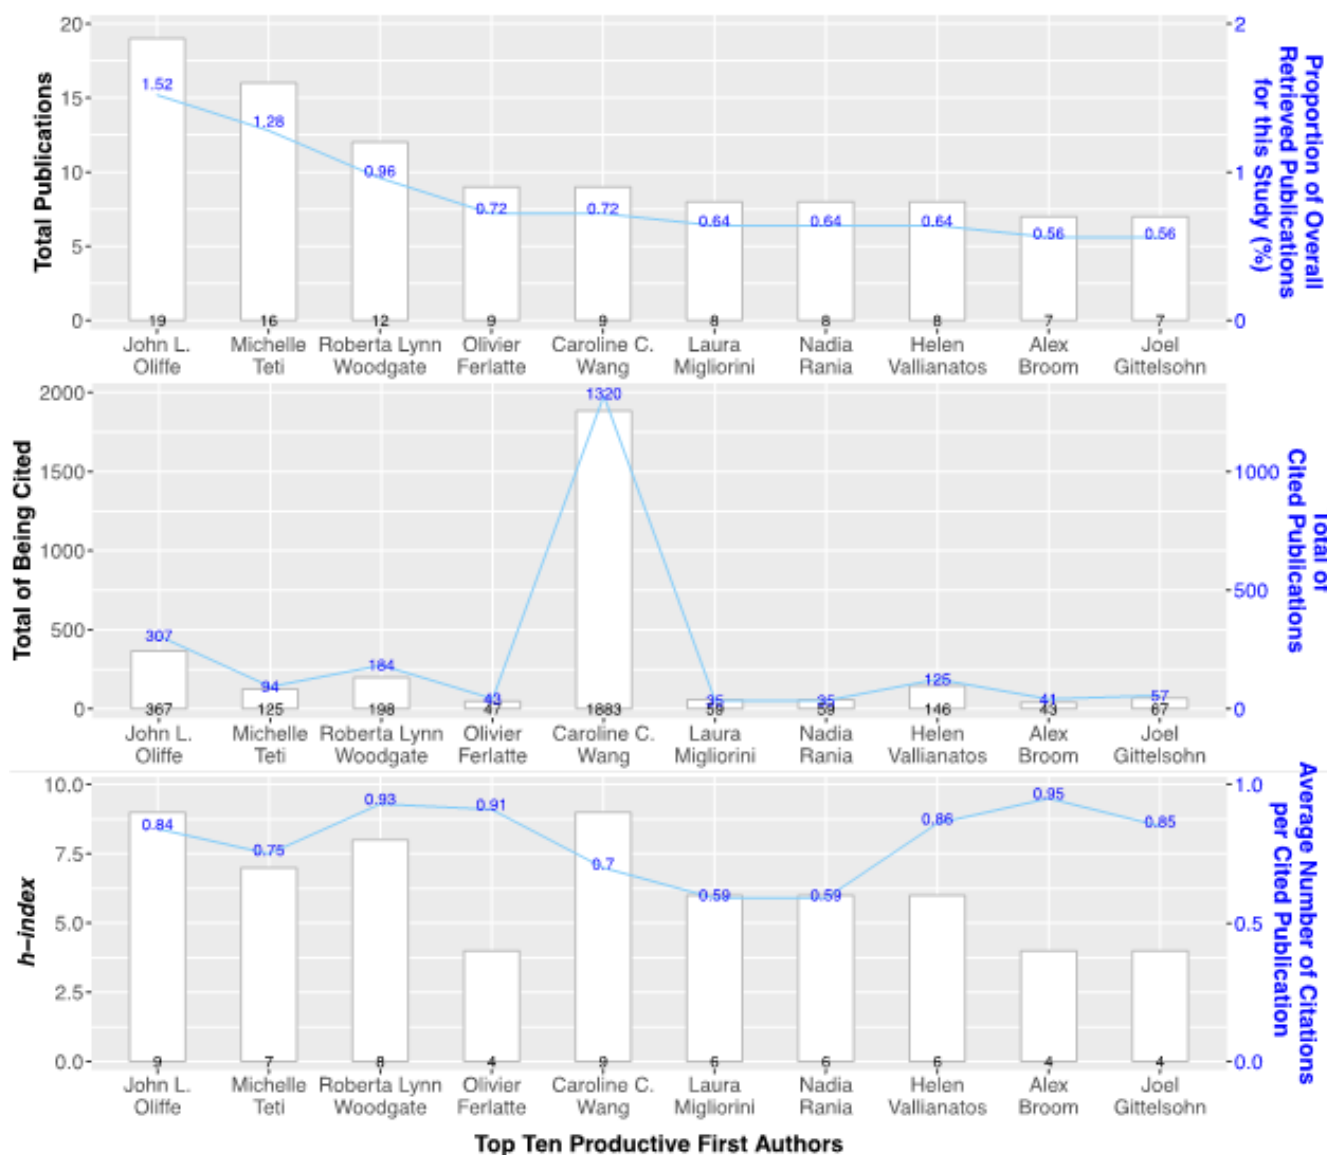 Total Publications
20
15
10
5
0
1.52
1.28
0.96
0.72
0.72
0.64
0.64
0.64
0.56
0.56
19
16
12
9
9
8
8
8
7
7
2
1
0
Proportion of Overall
Retrieved Publications
for this Study (%)
John L.
Oliffe
Michelle
Teti
Roberta Lynn
Woodgate
Olivier
Ferlatte
Caroline C.
Wang
Laura
Migliorini
Nadia
Rania
Helen
Vallianatos
Alex
Broom
Joel
Gittelsohn
Total of Being Cited
2000
1500
1000
500
0
307
94
184
43
1320
35
35
125
41
57
367
125
198
47
1883
59
59
146
43
67
1000
500
0
Total of
Cited Publications
John L.
Oliffe
Michelle
Teti
Roberta Lynn
Woodgate
Olivier
Ferlatte
Caroline C.
Wang
Laura
Migliorini
Nadia
Rania
Helen
Vallianatos
Alex
Broom
Joel
Gittelsohn
h-index
10.0
7.5
5.0
2.5
0.0
0.84
0.75
0.93
0.91
0.7
0.59
0.59
0.86
0.95
0.85
9
7
8
4
9
6
6
6
4
4
1.0
0.5
0.0
Average Number of Citations
per Cited Publication
John L.
Oliffe
Michelle
Teti
Roberta Lynn
Woodgate
Olivier
Ferlatte
Caroline C.
Wang
Laura
Migliorini
Nadia
Rania
Helen
Vallianatos
Alex
Broom
Joel
Gittelsohn
Top Ten Productive First Authors